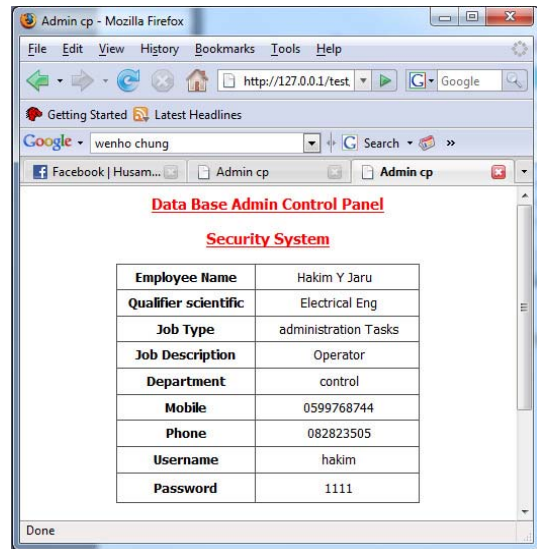 Admin cp - Mozilla Firefox
File Edit View History Bookmarks Tools Help
http://127.0.0.1/test G Google
Getting Started Latest Headlines
Google wenho chung G Search »
Facebook | Husam... Admin cp Admin cp
Data Base Admin Control Panel
Security System
Employee Name Hakim Y Jaru
Qualifier scientific Electrical Eng
Job Type administration Tasks
Job Description Operator
Department control
Mobile 0599768744
Phone 082823505
Username hakim
Password 1111
Done